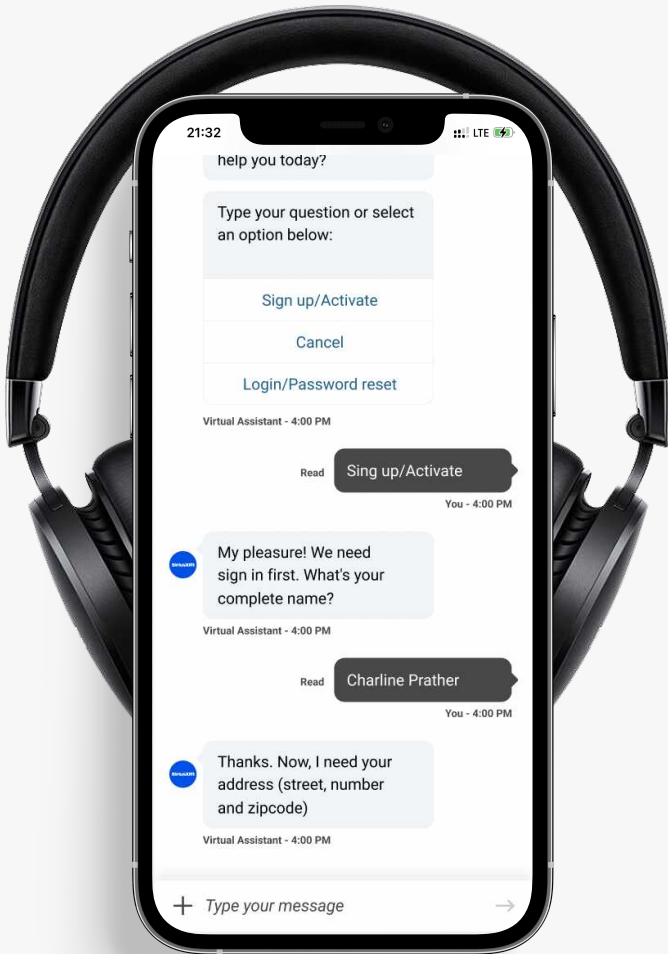 21:32
LTE
help you today?
Type your question or select
an option below:
Sign up/Activate
Cancel
Login/Password reset
Virtual Assistant - 4:00 PM
Read
Sing up/Activate
You - 4:00 PM
SiriusXM
My pleasure! We need
sign in first. What's your
complete name?
Virtual Assistant - 4:00 PM
Read
Charline Prather
You - 4:00 PM
SiriusXM
Thanks. Now, I need your
address (street, number
and zipcode)
Virtual Assistant - 4:00 PM
Type your message